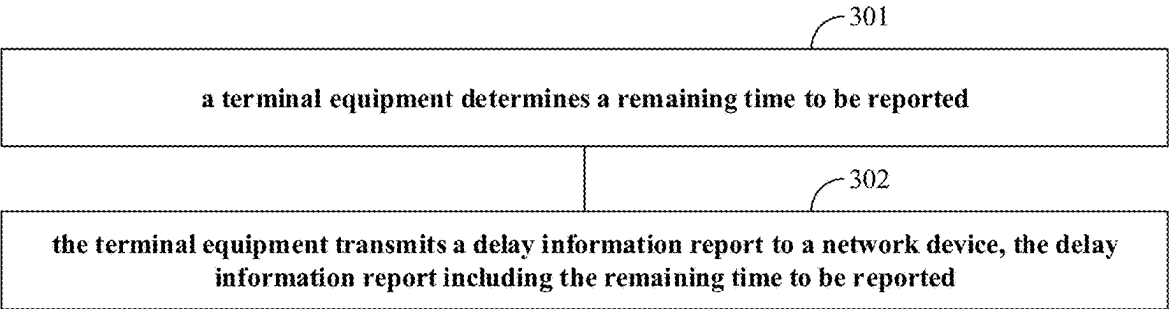 301
a terminal equipment determines a remaining time to be reported
302
the terminal equipment transmits a delay information report to a network device, the delay
information report including the remaining time to be reported